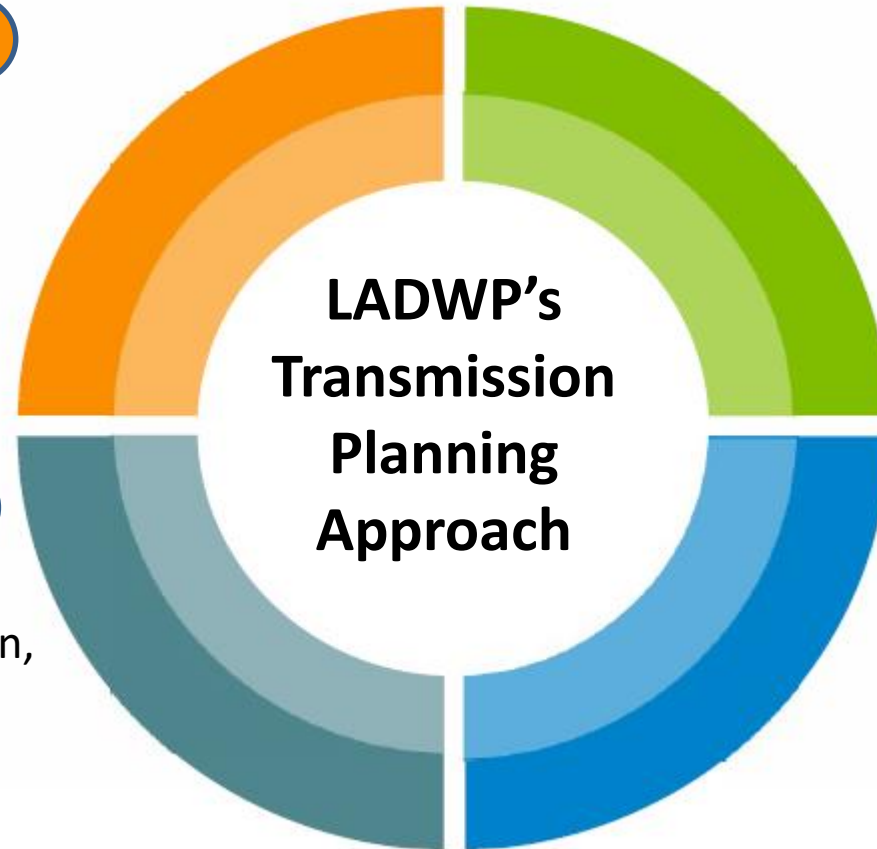 LADWP’s
Transmission
Planning
Approach
n,